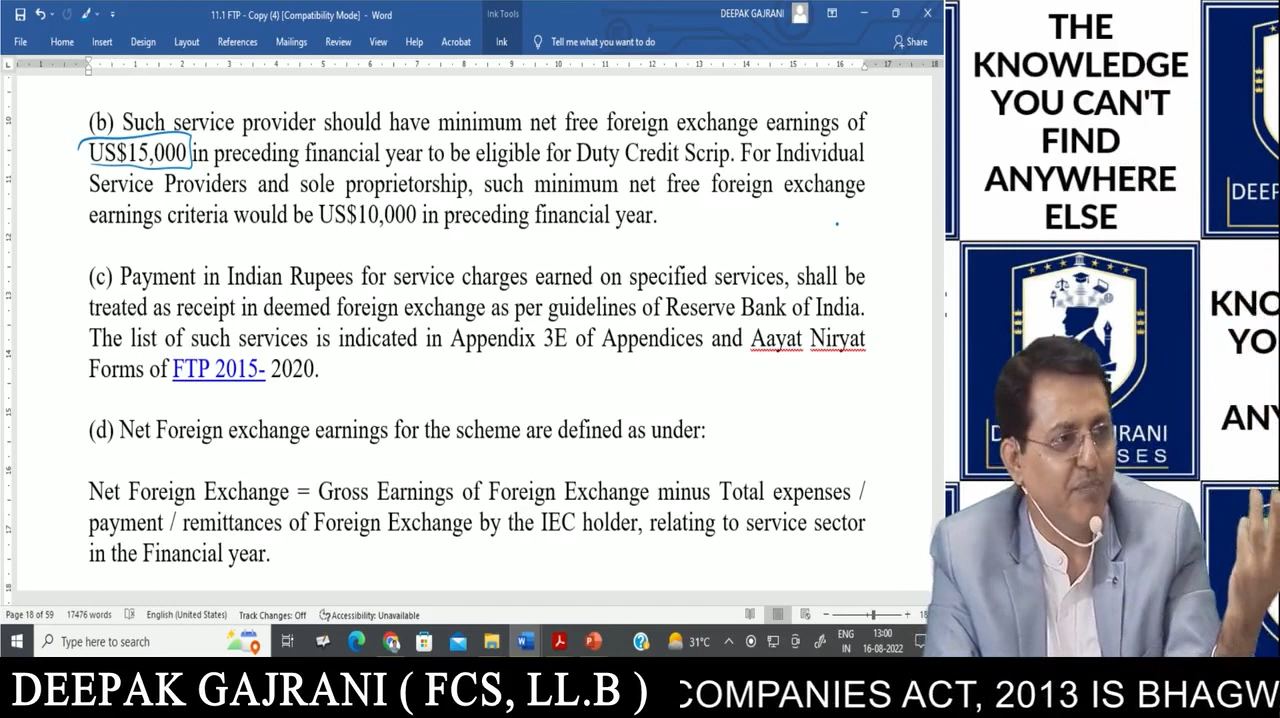 11.1 FTP - Copy (4) [Compatibility Mode] - Word
Ink Tools
DEEPAK GAJRANI
File Home Insert Design Layout References Mailings Review View Help Acrobat Ink Tell me what you want to do Share
(b) Such service provider should have minimum net free foreign exchange earnings of
US$15,000 in preceding financial year to be eligible for Duty Credit Scrip. For Individual
Service Providers and sole proprietorship, such minimum net free foreign exchange
earnings criteria would be US$10,000 in preceding financial year.
(c) Payment in Indian Rupees for service charges earned on specified services, shall be
treated as receipt in deemed foreign exchange as per guidelines of Reserve Bank of India.
The list of such services is indicated in Appendix 3E of Appendices and Aayat Niryat
Forms of FTP 2015- 2020.
(d) Net Foreign exchange earnings for the scheme are defined as under:
Net Foreign Exchange = Gross Earnings of Foreign Exchange minus Total expenses /
payment / remittances of Foreign Exchange by the IEC holder, relating to service sector
in the Financial year.
Page 18 of 59 17476 words English (United States) Track Changes: Off Accessibility: Unavailable
Type here to search
31°C
ENG
IN
13:00
16-08-2022
THE
KNOWLEDGE
YOU CAN'T
FIND
ANYWHERE
ELSE
DEEP
KNO
YO
AN
D RANI
SES
DEEPAK GAJRANI ( FCS, LL.B )
COMPANIES ACT, 2013 IS BHAGW